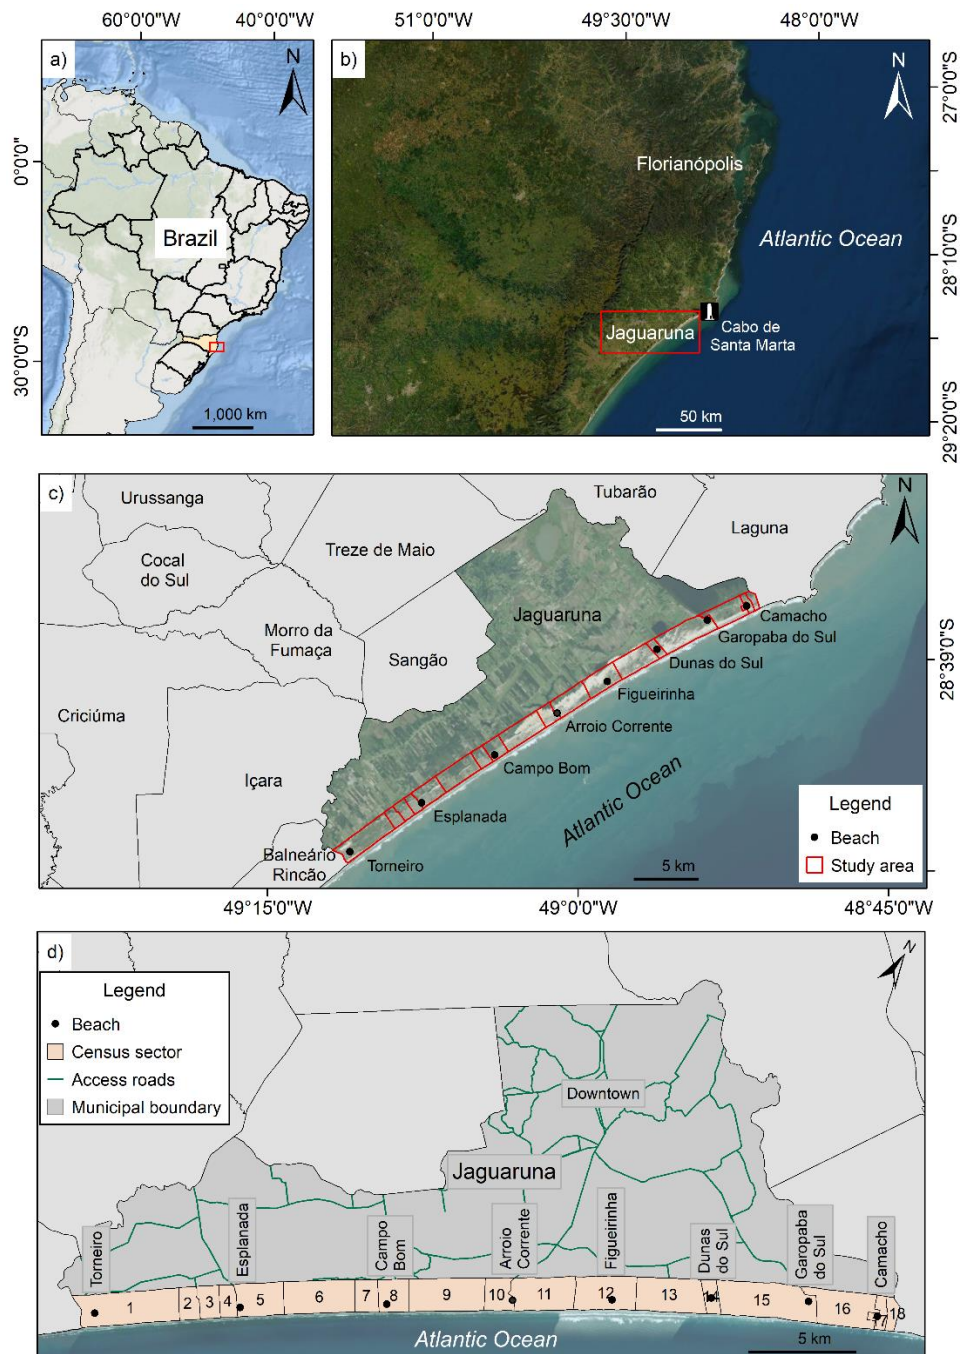 60°00'0"W
40°00'0"W
51°0'0"W
49°30'0"W
48°0'0"W
a)
N
0°0'0"
Brazil
30°0'0"S
1,000 km
b)
N
27°0'0"S
Florianópolis
Atlantic Ocean
28°10'0"S
Jaguaruna
Cabo de
Santa Marta
50 km
29°20'0"S
c)
N
Urussanga
Tubarão
Laguna
Treze de Maio
Cocal
do Sul
Jaguaruna
Camacho
Morro da
Fumaça
Garopaba do Sul
Sangão
Dunas do Sul
28°39'0"S
Figueirinha
Criciúma
Arroio Corrente
Içara
Campo Bom
Atlantic Ocean
Esplanada
Legend
Beach
Study area
Balneário
Rincão
Torneiro
5 km
49°15'0"W
49°0'0"W
48°45'0"W
d)
N
Legend
Beach
Census sector
Access roads
Municipal boundary
Downtown
Jaguaruna
Torneiro
Esplanada
Campo
Bom
Arroio
Corrente
Figueirinha
Dunas
do Sul
Garopaba
do Sul
Camacho
1
2
3
4
5
6
7
8
9
10
11
12
13
14
15
16
17
18
Atlantic Ocean
5 km